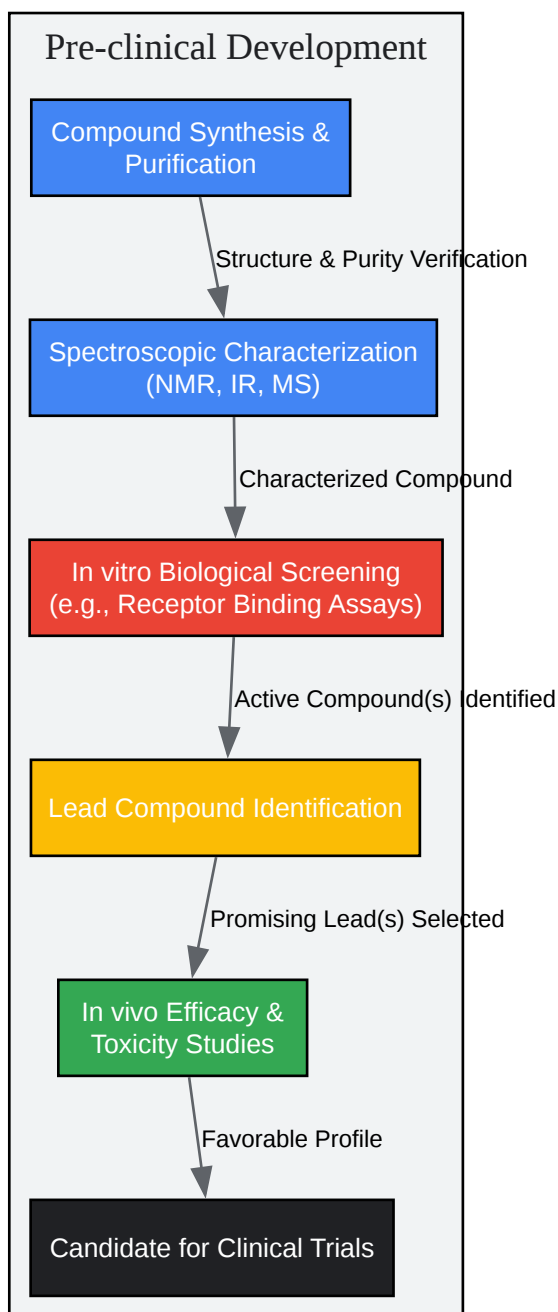 Pre-clinical Development
Compound Synthesis &
Purification
Structure & Purity Verification
Spectroscopic Characterization
(NMR, IR, MS)
Characterized Compound
In vitro Biological Screening
(e.g., Receptor Binding Assays)
Active Compound(s) Identified
Lead Compound Identification
Promising Lead(s) Selected
In vivo Efficacy &
Toxicity Studies
Favorable Profile
Candidate for Clinical Trials